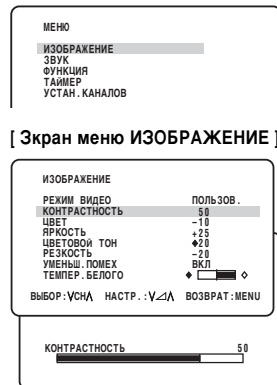 МЕНЮ
ИЗОБРАЖЕНИЕ
ЗВУК
ФУНКЦИЯ
ТАЙМЕР
УСТАН.КАНАЛОВ
[ Зкран меню ИЗОБРАЖЕНИЕ ]
ИЗОБРАЖЕНИЕ
РЕЖИМ ВИДЕО ПОЛЬЗОВ.
КОНТРАСТНОСТЬ 50
ЦВЕТ -10
ЯРКОСТЬ +25
ЦВЕТОВОЙ ТОН ♦20
РЕЗКОСТЬ -20
УМЕНЬШ.ПОМЕХ ВКЛ
ТЕМПЕР.БЕЛОГО ♦ ◇
ВЫБОР:∨CH∧ НАСТР.:∨⊿∧ ВОЗВРАТ:MENU
КОНТРАСТНОСТЬ 50